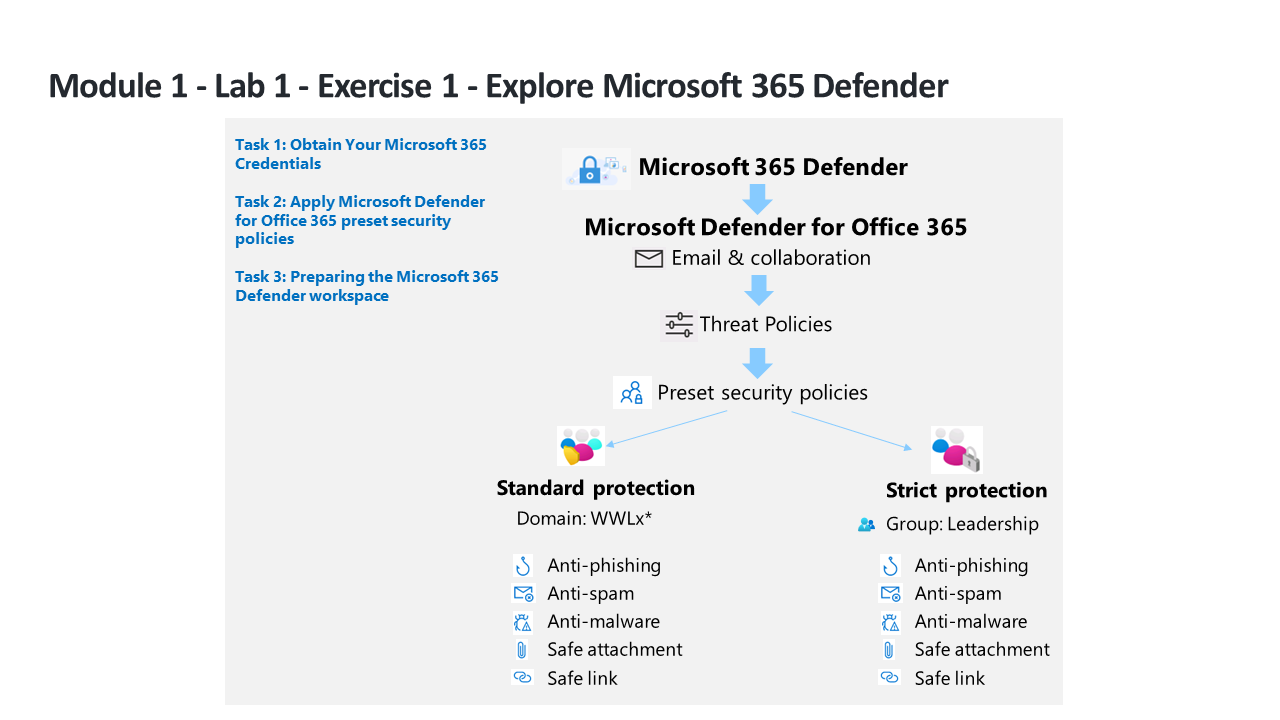 Module 1 - Lab 1 - Exercise 1 - Explore Microsoft 365 Defender
Task 1: Obtain Your Microsoft 365
Credentials
Task 2: Apply Microsoft Defender
for Office 365 preset security
policies
Task 3: Preparing the Microsoft 365
Defender workspace
Microsoft 365 Defender
Microsoft Defender for Office 365
Email & collaboration
Threat Policies
Preset security policies
Standard protection
Domain: WWLx*
Anti-phishing
Anti-spam
Anti-malware
Safe attachment
Safe link
Strict protection
Group: Leadership
Anti-phishing
Anti-spam
Anti-malware
Safe attachment
Safe link